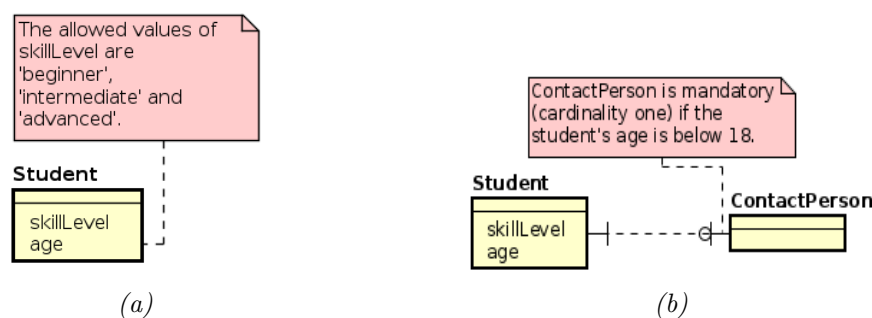 The allowed values of
skillLevel are
'beginner',
'intermediate' and
'advanced'.
Student
skillLevel
age
(a)
ContactPerson is mandatory
(cardinality one) if the
student's age is below 18.
Student
skillLevel
age
ContactPerson
(b)